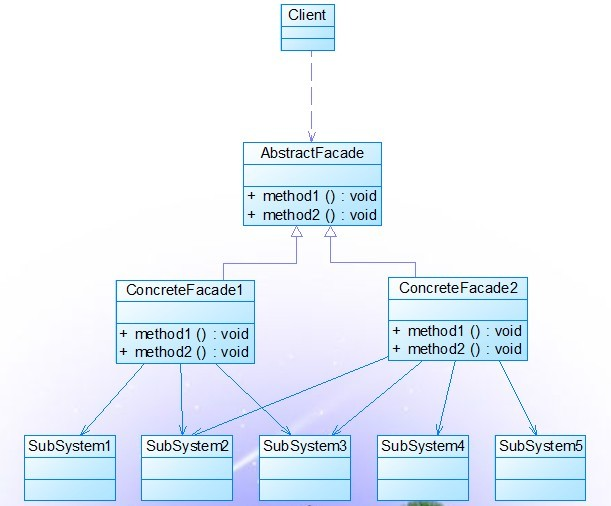 Client
AbstractFacade
+ method1 () : void
+ method2 () : void
ConcreteFacade1
+ method1 () : void
+ method2 () : void
ConcreteFacade2
+ method1 () : void
+ method2 () : void
SubSystem1
SubSystem2
SubSystem3
SubSystem4
SubSystem5